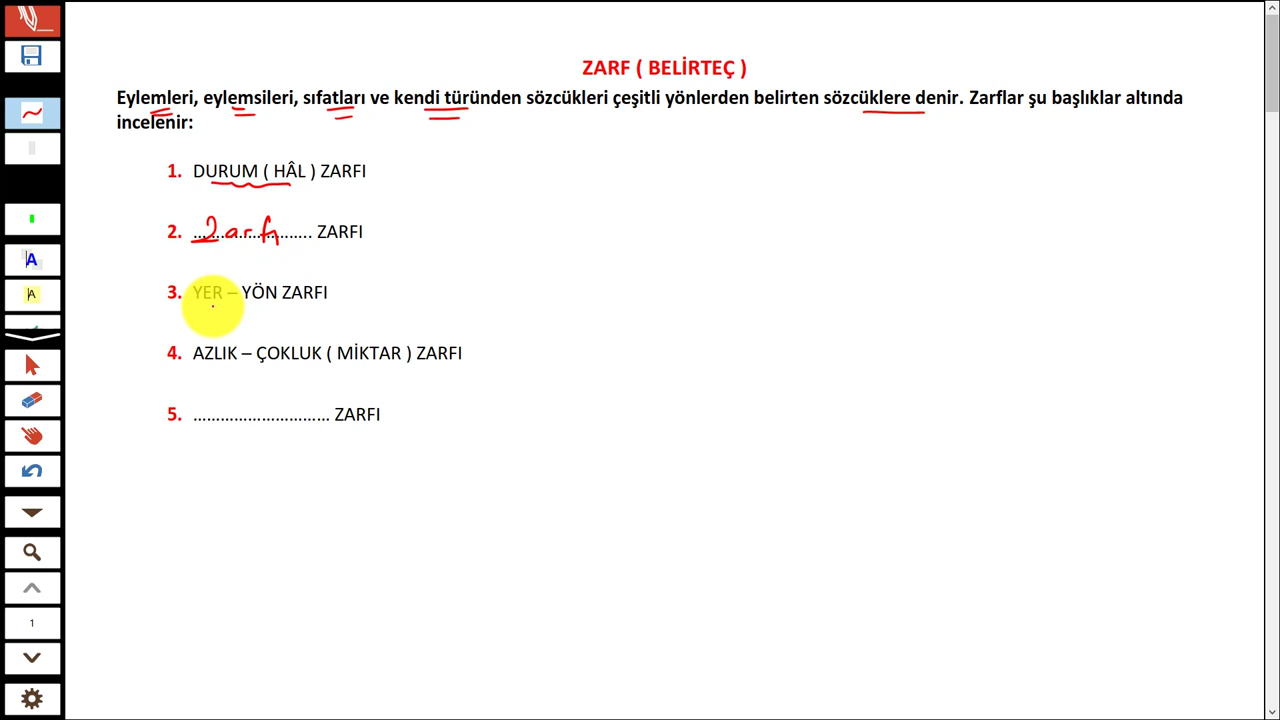 ZARF ( BELİRTEÇ )
Eylemleri, eylemsileri, sıfatları ve kendi türünden sözcükleri çeşitli yönlerden belirten sözcüklere denir. Zarflar şu başlıklar altında
incelenir:
1. DURUM ( HÂL ) ZARFI
2. Zarfı ........................ ZARFI
3. YER – YÖN ZARFI
4. AZLIK – ÇOKLUK ( MİKTAR ) ZARFI
5. .............................. ZARFI
A
A
1